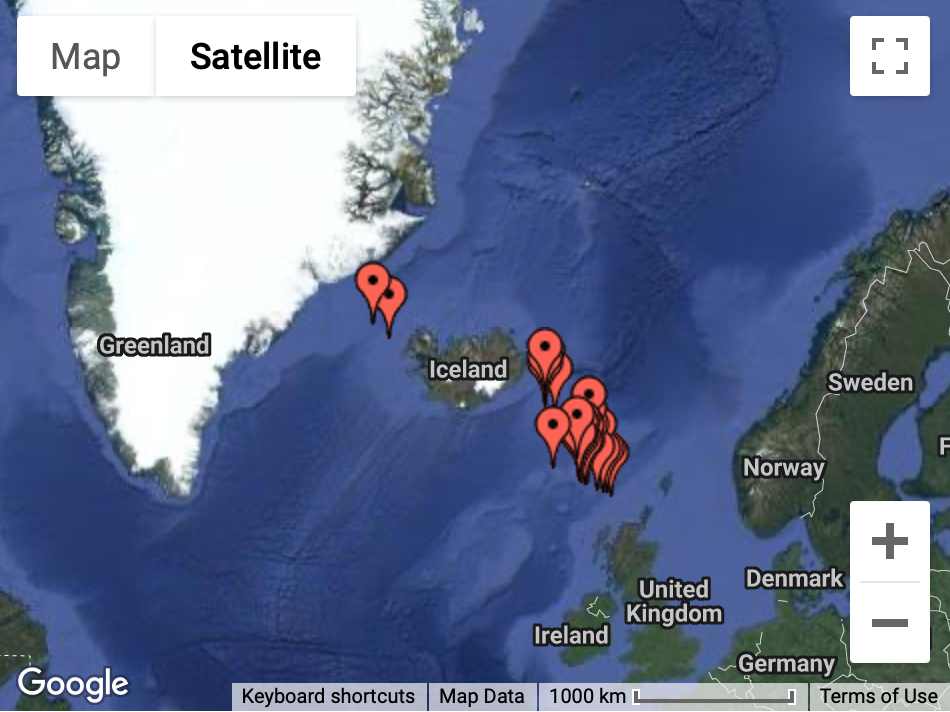 Map
Satellite
Greenland
Iceland
Sweden
F
Norway
Denmark
United
Kingdom
Ireland
Germany
Google
Keyboard shortcuts
Map Data
1000 km
Terms of Use